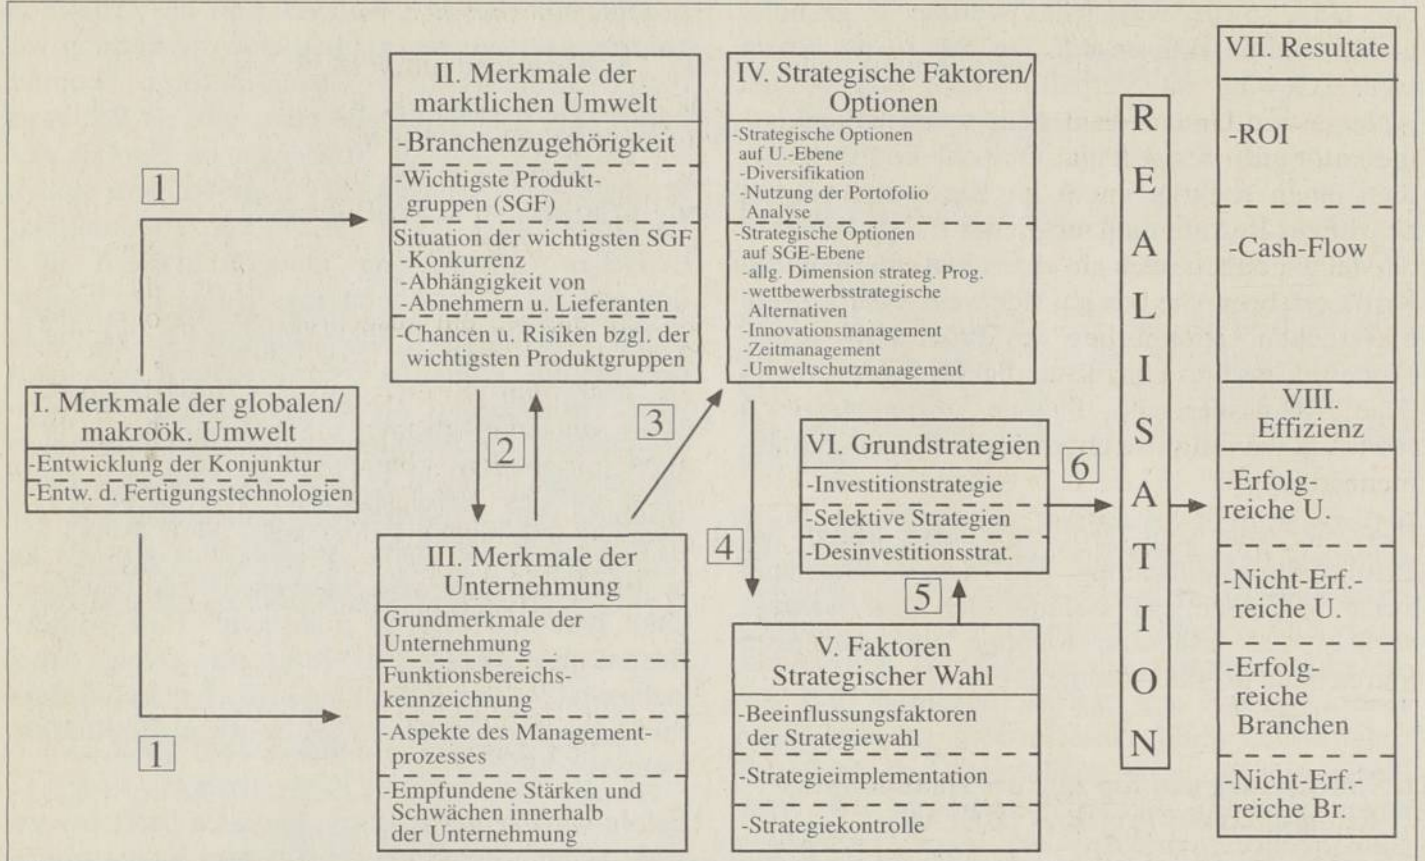 I. Merkmale der globalen/
makroök. Umwelt
-Entwicklung der Konjunktur
-Entw. d. Fertigungstechnologien
1
1
II. Merkmale der
marktlichen Umwelt
-Branchenzugehörigkeit
-Wichtigste Produkt-
gruppen (SGF)
Situation der wichtigsten SGF
-Konkurrenz
-Abhängigkeit von
-Abnehmern u. Lieferanten
-Chancen u. Risiken bzgl. der
wichtigsten Produktgruppen
2
3
III. Merkmale der
Unternehmung
Grundmerkmale der
Unternehmung
Funktionsbereichs-
kennzeichnung
-Aspekte des Management-
prozesses
-Empfundene Stärken und
Schwächen innerhalb
der Unternehmung
IV. Strategische Faktoren/
Optionen
-Strategische Optionen
auf U.-Ebene
-Diversifikation
-Nutzung der Portofolio
Analyse
-Strategische Optionen
auf SGE-Ebene
-allg. Dimension strateg. Prog.
-wettbewerbsstrategische
Alternativen
-Innovationsmanagement
-Zeitmanagement
-Umweltschutzmanagement
4
V. Faktoren
Strategischer Wahl
-Beeinflussungsfaktoren
der Strategiewahl
-Strategieimplementation
-Strategiekontrolle
5
VI. Grundstrategien
-Investitionstrategie
-Selektive Strategien
-Desinvestitionsstrat.
6
REALISATION
VII. Resultate
-ROI
-Cash-Flow
VIII.
Effizienz
-Erfolg-
reiche U.
-Nicht-Erf.-
reiche U.
-Erfolg-
reiche
Branchen
-Nicht-Erf.-
reiche Br.